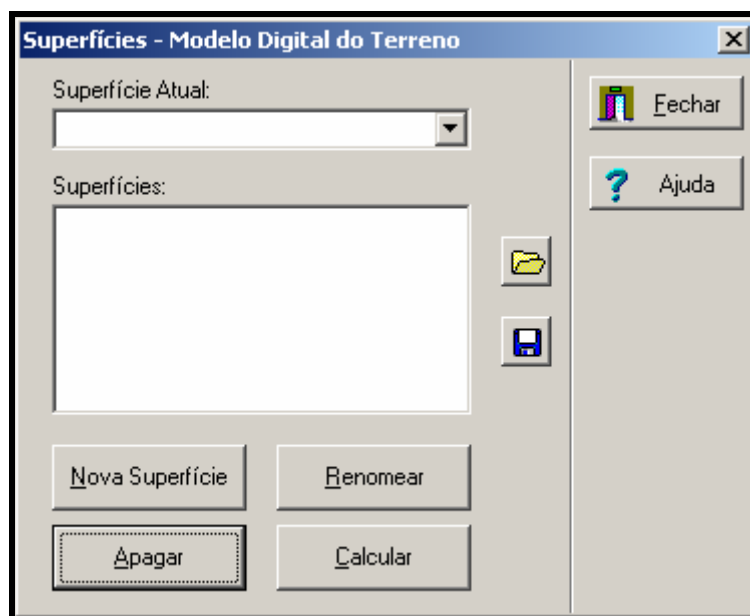 Superfícies - Modelo Digital do Terreno
Superfície Atual:
Superfícies:
Nova Superfície
Renomear
Apagar
Calcular
Fechar
? Ajuda